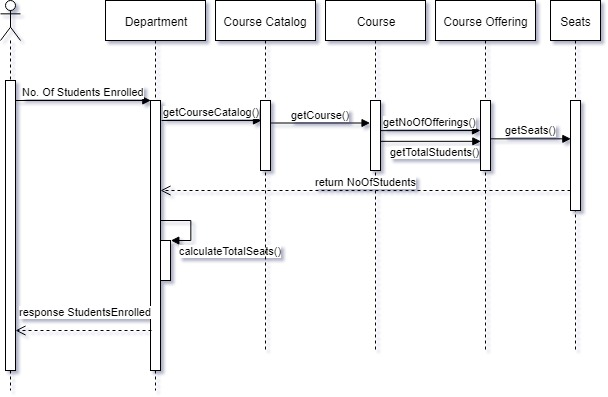 Department
Course Catalog
Course
Course Offering
Seats
No. Of Students Enrolled
getCourseCatalog()
getCourse()
getNoOfOfferings()
getSeats()
getTotalStudents()
return NoOfStudents
calculateTotalSeats()
response StudentsEnrolled